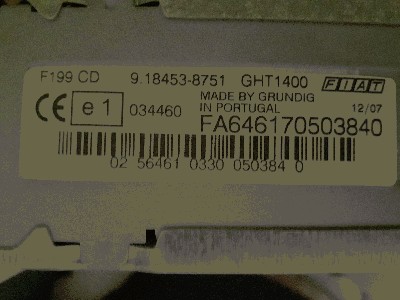 F199 CD 9.18453-8751 GHT1400 FIAT
CE e 1 034460 MADE BY GRUNDIG IN PORTUGAL 12/07
FA646170503840
02 56461 0330 050384 0